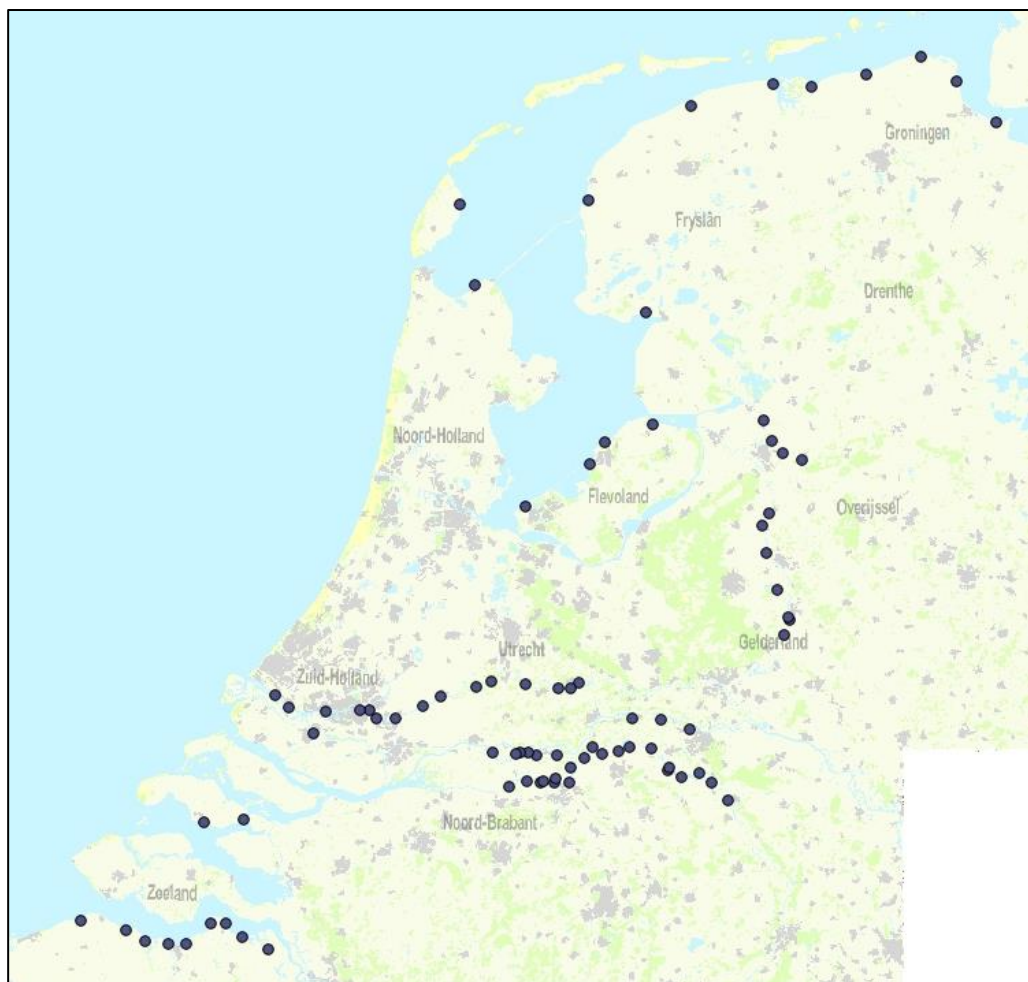 Groningen
Fryslân
Drenthe
Noord-Holland
Flevoland
Overijssel
Utrecht
Gelderland
Zuid-Holland
Noord-Brabant
Zeeland